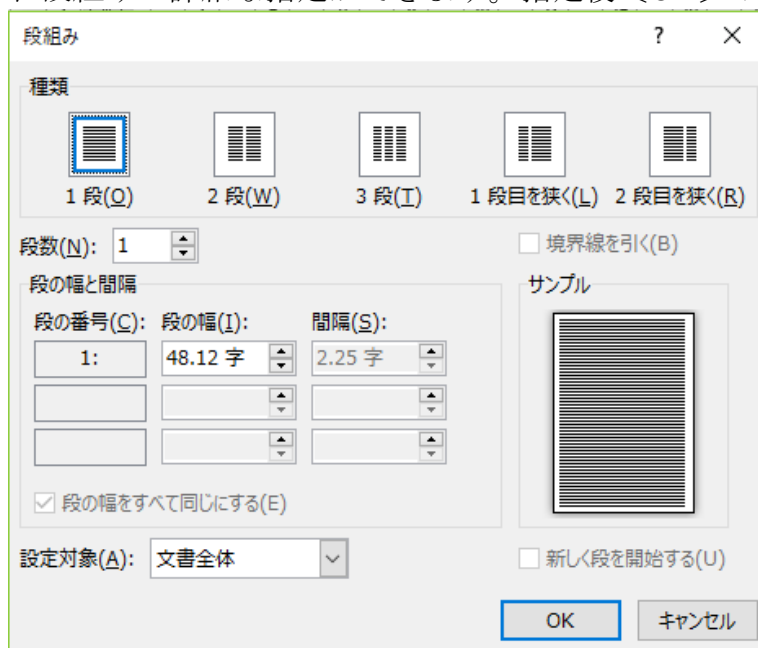 段組み ? ×
種類
1 段(O) 2 段(W) 3 段(T) 1 段目を狭く(L) 2 段目を狭く(R)
段数(N): 1 境界線を引く(B)
段の幅と間隔 サンプル
段の番号(C): 段の幅(I): 間隔(S):
1: 48.12 字 2.25 字
段の幅をすべて同じにする(E)
設定対象(A): 文書全体 新しく段を開始する(U)
OK キャンセル